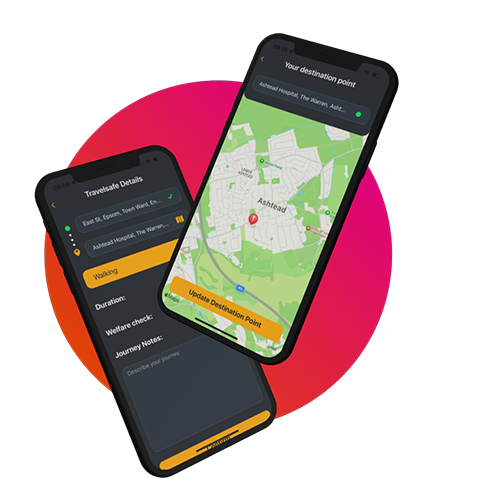 Your destination point
Ashtead Hospital, The Warren, Asht...
Ashtead
Maps
Update Destination Point
Travelsafe Details
East St, Epsom, Town Ward, En...
Ashtead Hospital, The Warren,...
Walking
Duration:
Welfare check:
Journey Notes:
Describe your journey